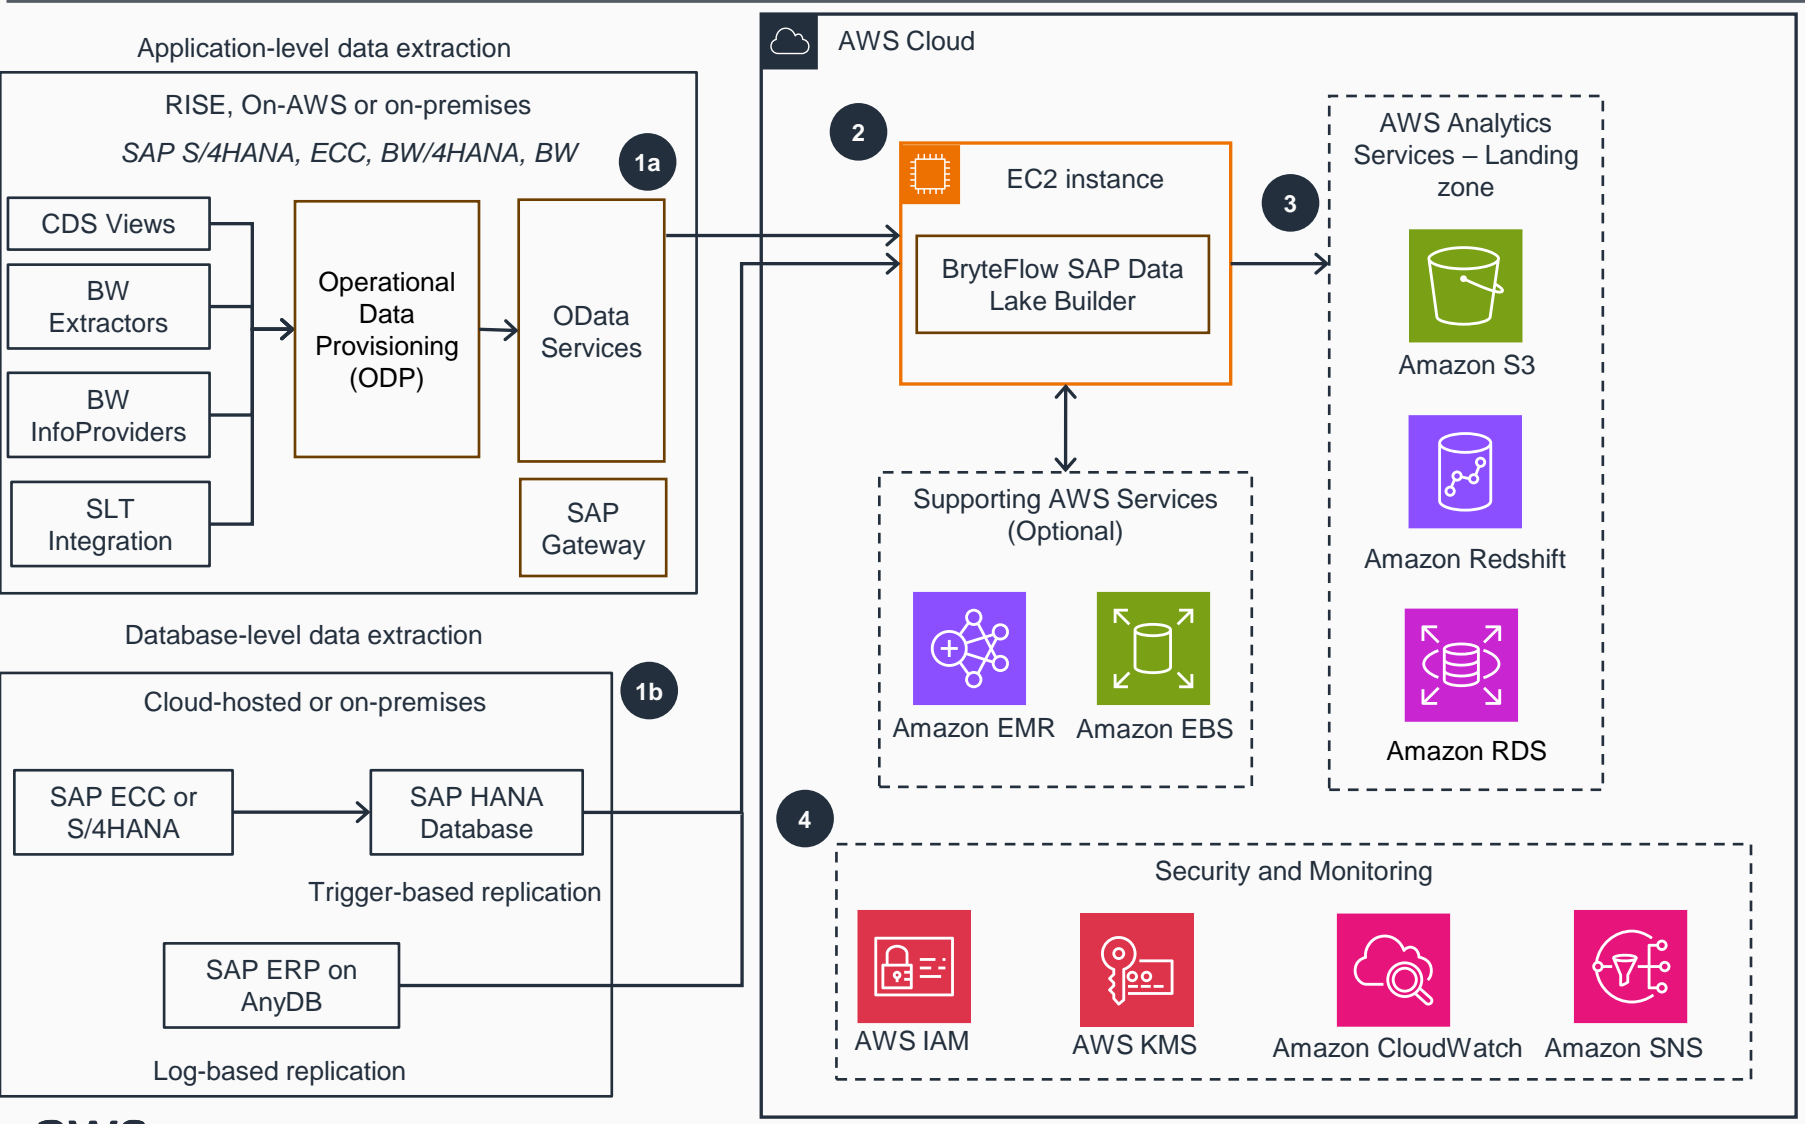 Application-level data extraction
RISE, On-AWS or on-premises
SAP S/4HANA, ECC, BW/4HANA, BW
1a
CDS Views
BW
Extractors
BW
InfoProviders
SLT
Integration
Operational
Data
Provisioning
(ODP)
OData
Services
SAP
Gateway
Database-level data extraction
1b
Cloud-hosted or on-premises
SAP ECC or
S/4HANA
SAP HANA
Database
Trigger-based replication
SAP ERP on
AnyDB
Log-based replication
AWS Cloud
2
EC2 instance
BryteFlow SAP Data
Lake Builder
3
AWS Analytics
Services – Landing
zone
Amazon S3
Amazon Redshift
Amazon RDS
Supporting AWS Services
(Optional)
Amazon EMR
Amazon EBS
4
Security and Monitoring
AWS IAM
AWS KMS
Amazon CloudWatch
Amazon SNS
aws